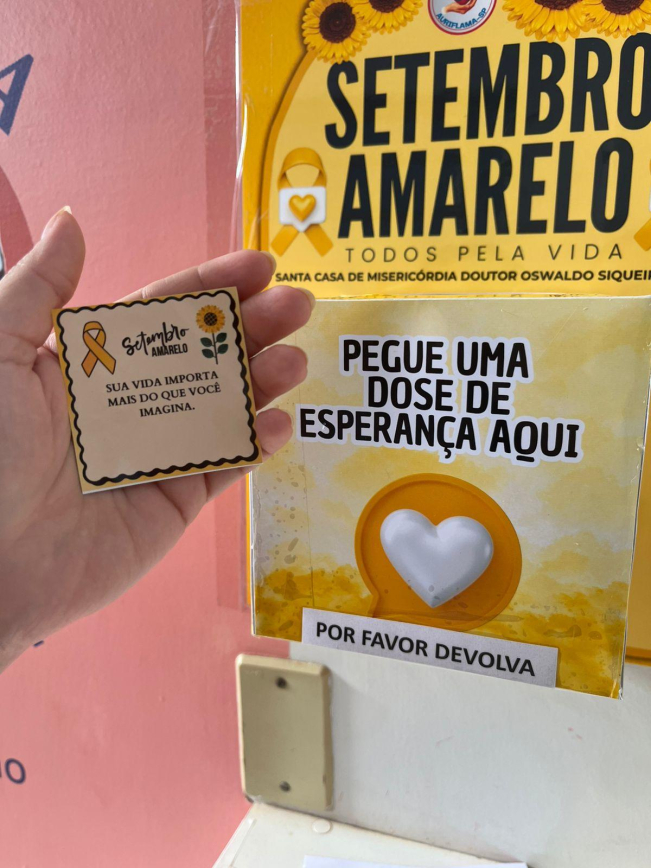 AURIFLAMA-SP
SETEMBRO
AMARELO
TODOS PELA VIDA
SANTA CASA DE MISERICÓRDIA DOUTOR OSWALDO
Setembro
AMARELO
SUA VIDA IMPORTA
MAIS DO QUE VOCÊ
IMAGINA.
PEGUE UMA
DOSE DE
ESPERANÇA AQUI
POR FAVOR DEVOLVA